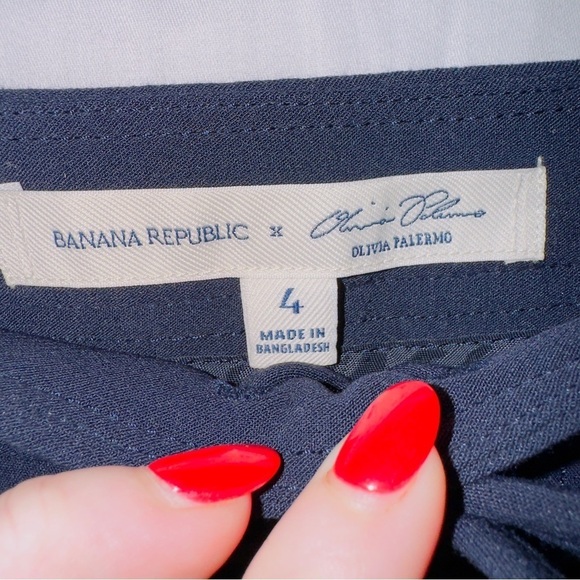 BANANA REPUBLIC x Olivia Palermo
OLIVIA PALERMO
4
MADE IN
BANGLADESH